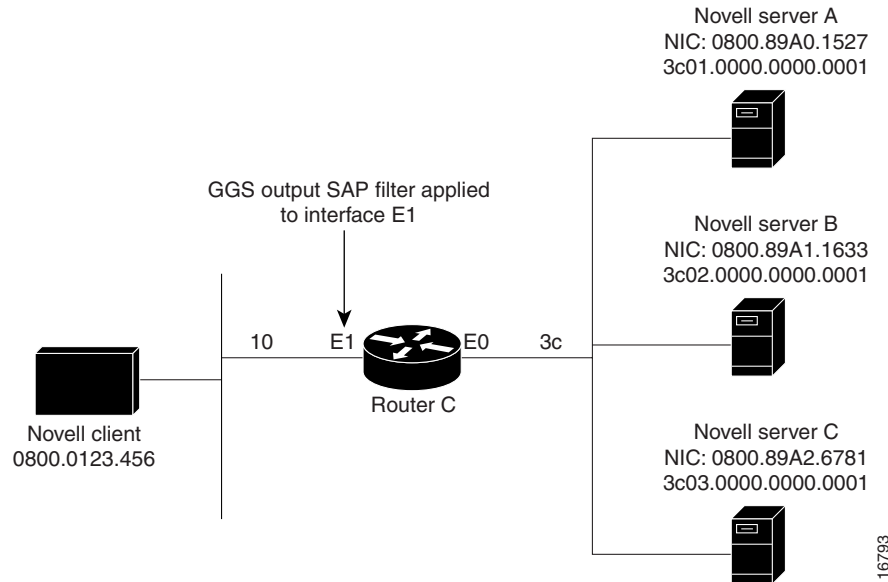 Novell server A
NIC: 0800.89A0.1527
3c01.0000.0000.0001
GGS output SAP filter applied
to interface E1
Novell server B
NIC: 0800.89A1.1633
3c02.0000.0000.0001
10
E1
E0
3c
Router C
Novell client
0800.0123.456
Novell server C
NIC: 0800.89A2.6781
3c03.0000.0000.0001
16793